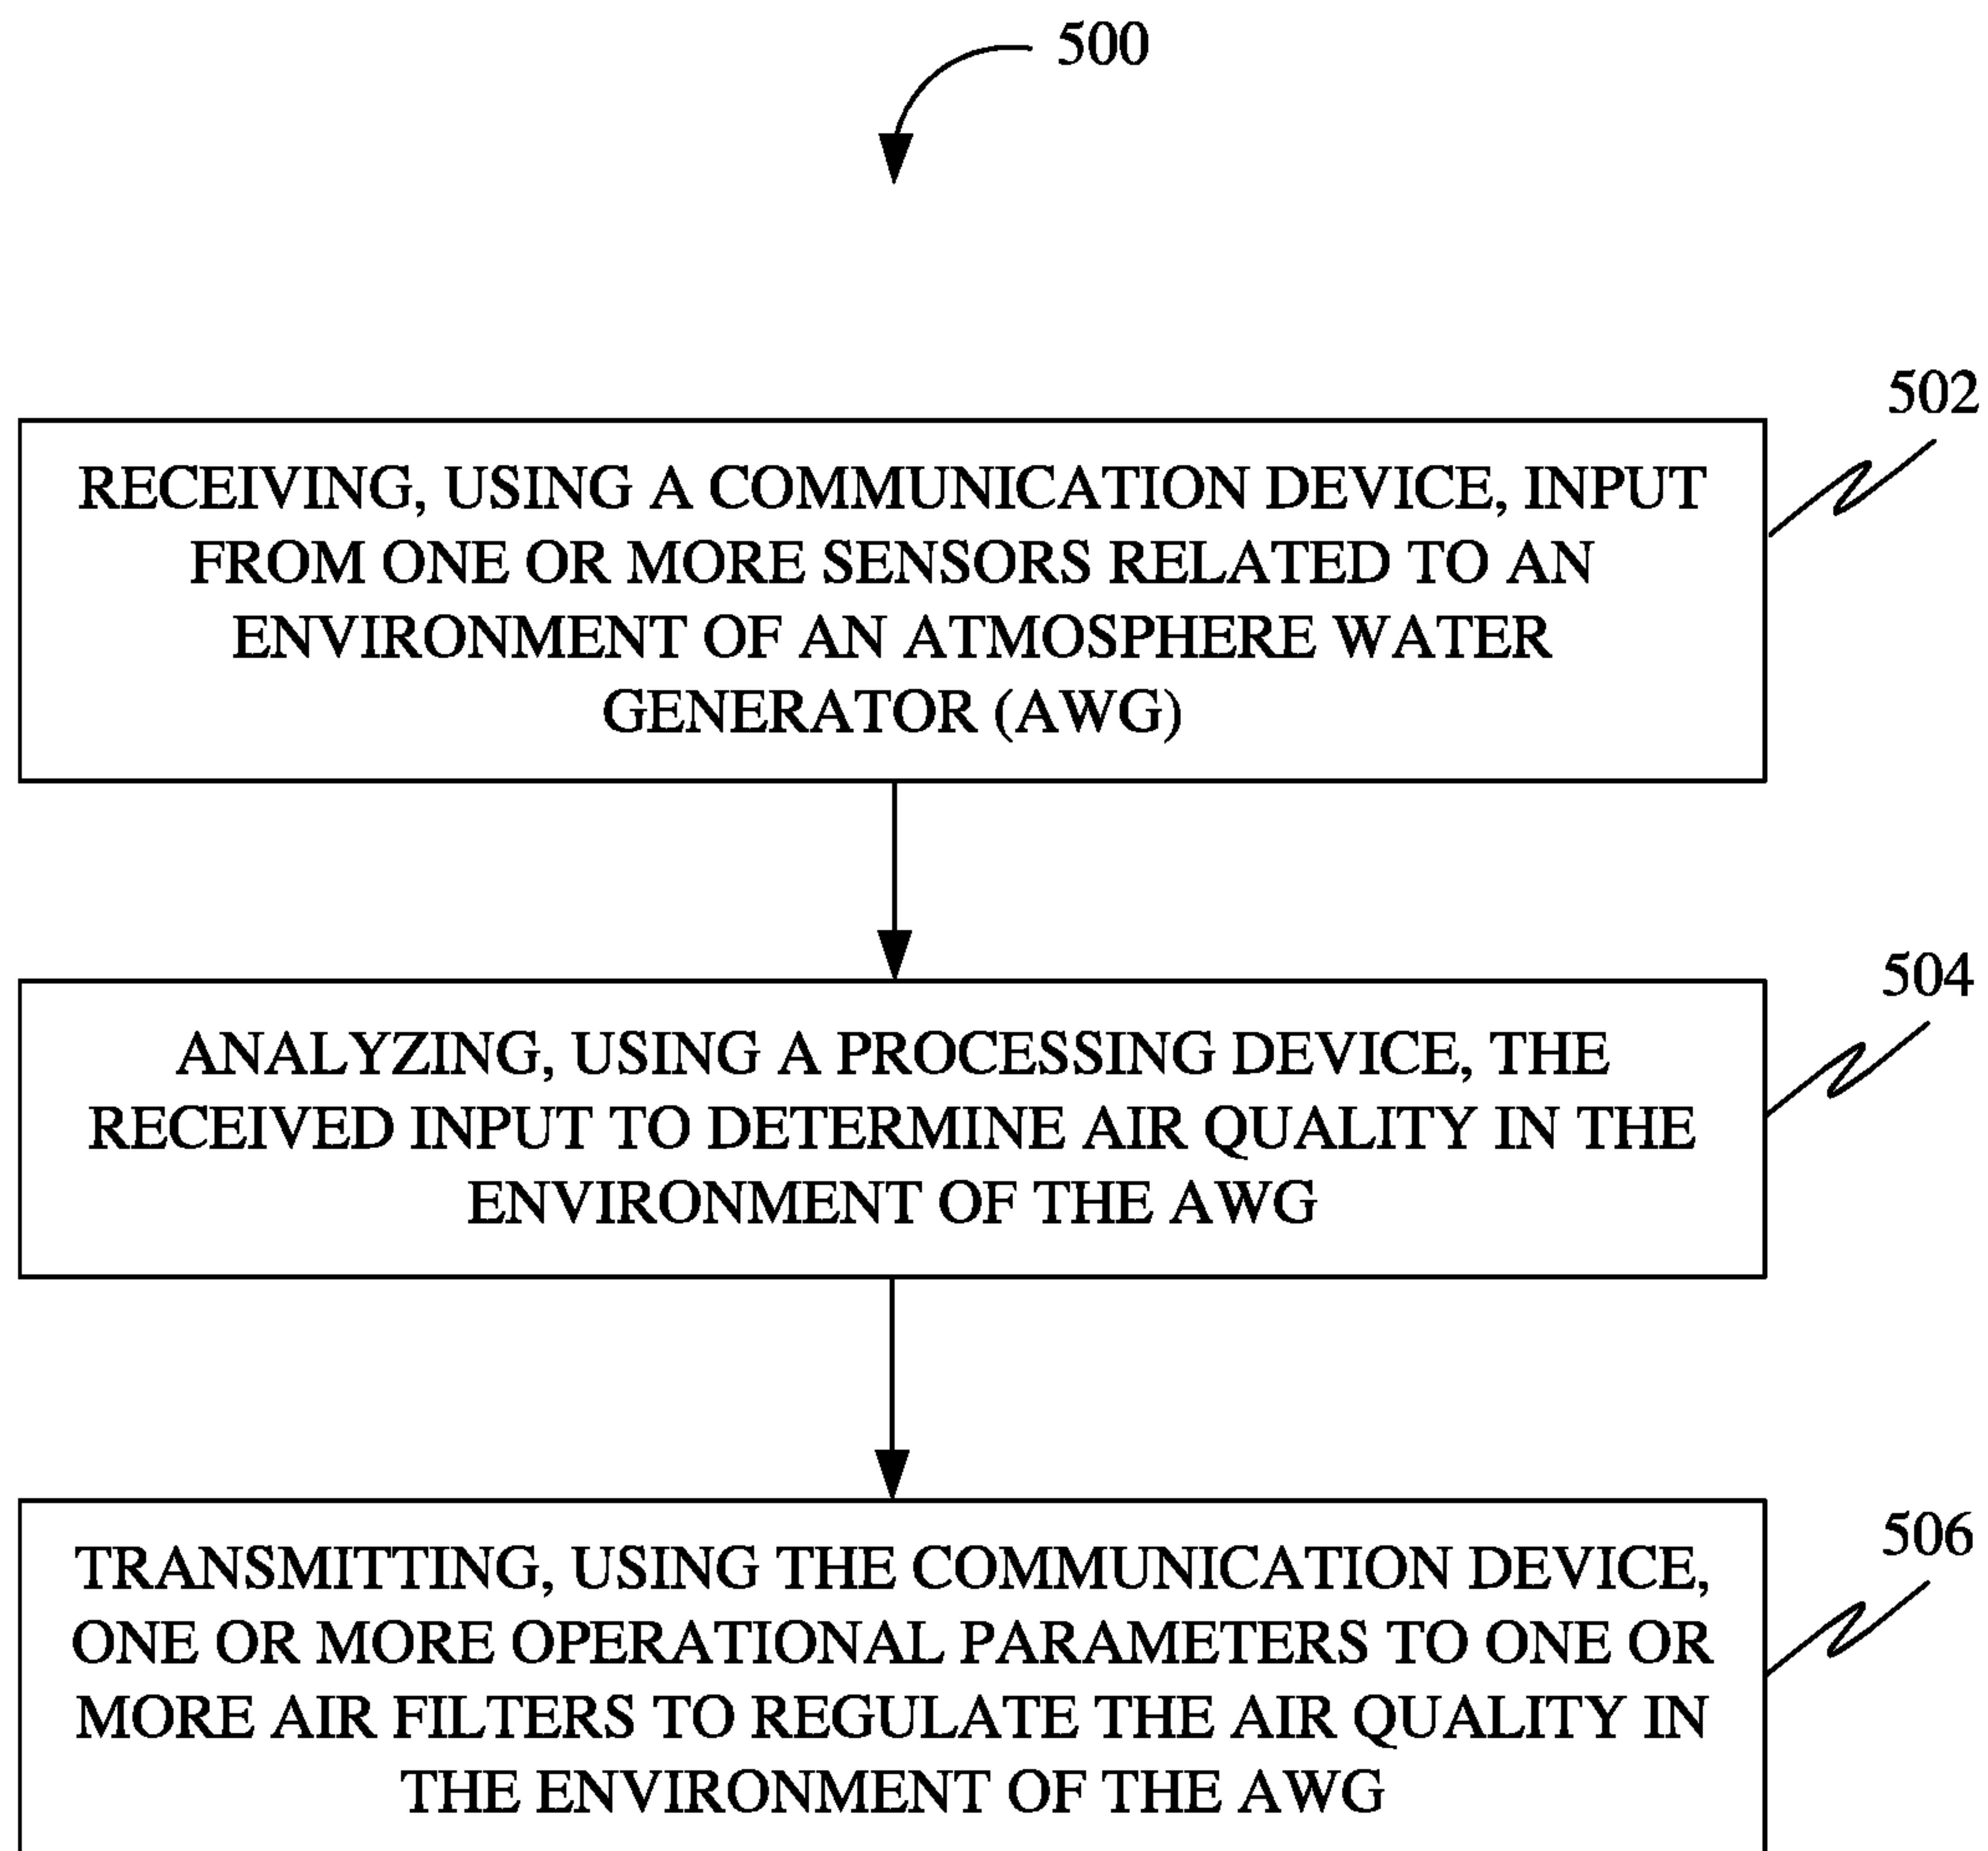 500
502
RECEIVING, USING A COMMUNICATION DEVICE, INPUT
FROM ONE OR MORE SENSORS RELATED TO AN
ENVIRONMENT OF AN ATMOSPHERE WATER
GENERATOR (AWG)
504
ANALYZING, USING A PROCESSING DEVICE, THE
RECEIVED INPUT TO DETERMINE AIR QUALITY IN THE
ENVIRONMENT OF THE AWG
506
TRANSMITTING, USING THE COMMUNICATION DEVICE,
ONE OR MORE OPERATIONAL PARAMETERS TO ONE OR
MORE AIR FILTERS TO REGULATE THE AIR QUALITY IN
THE ENVIRONMENT OF THE AWG